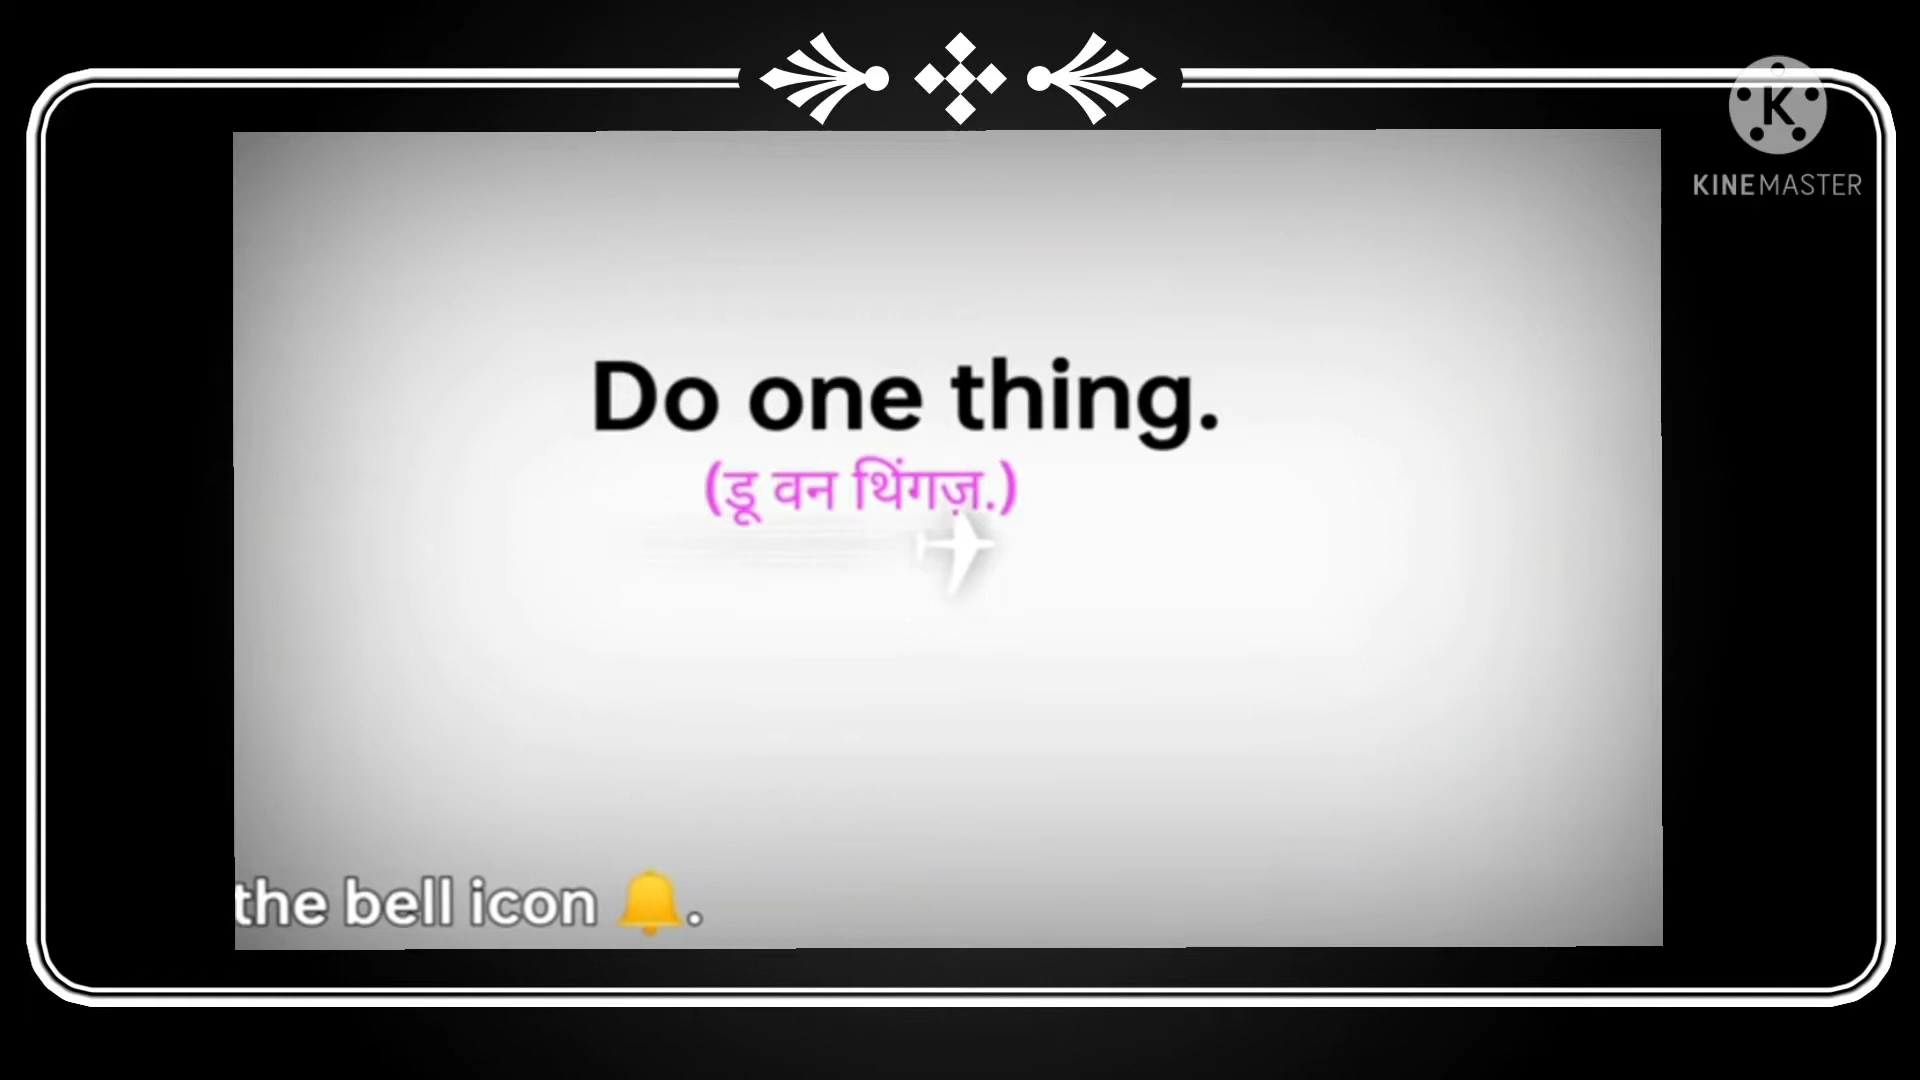 K
KINEMASTER
Do one thing.
(डू वन थिंगज़.)
the bell icon 🔔.